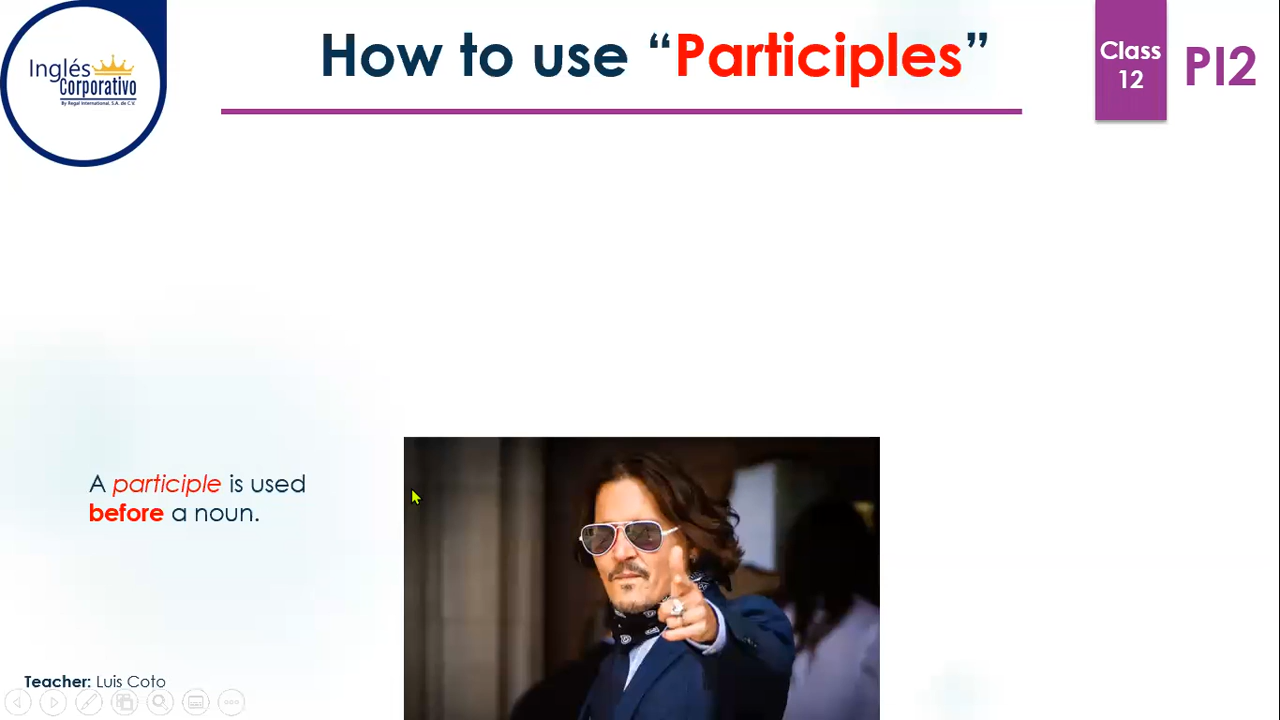 Inglés
Corporativo
By Regal International, S.A. de C.V.
How to use “Participles”
Class
12
PI2
A participle is used
before a noun.
Teacher: Luis Coto